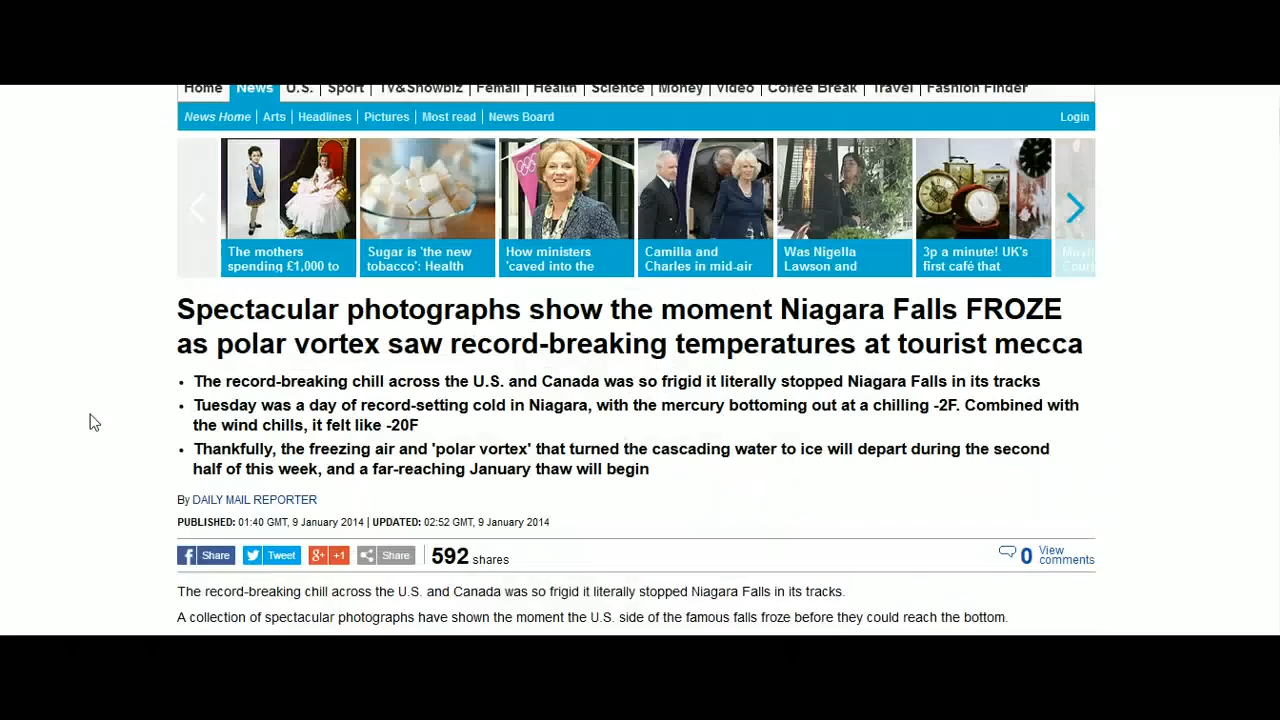 Home News U.S. Sport TV&Showbiz Femail Health Science Money Video Coffee Break Travel Fashion Finder
News Home Arts Headlines Pictures Most read News Board Login
The mothers
spending £1,000 to
Sugar is 'the new
tobacco': Health
How ministers
'caved into the
Camilla and
Charles in mid-air
Was Nigella
Lawson and
3p a minute! UK's
first café that
Spectacular photographs show the moment Niagara Falls FROZE
as polar vortex saw record-breaking temperatures at tourist mecca
• The record-breaking chill across the U.S. and Canada was so frigid it literally stopped Niagara Falls in its tracks
• Tuesday was a day of record-setting cold in Niagara, with the mercury bottoming out at a chilling -2F. Combined with
the wind chills, it felt like -20F
• Thankfully, the freezing air and 'polar vortex' that turned the cascading water to ice will depart during the second
half of this week, and a far-reaching January thaw will begin
By DAILY MAIL REPORTER
PUBLISHED: 01:40 GMT, 9 January 2014 | UPDATED: 02:52 GMT, 9 January 2014
Share Tweet +1 Share 592 shares 0 View
comments
The record-breaking chill across the U.S. and Canada was so frigid it literally stopped Niagara Falls in its tracks.
A collection of spectacular photographs have shown the moment the U.S. side of the famous falls froze before they could reach the bottom.